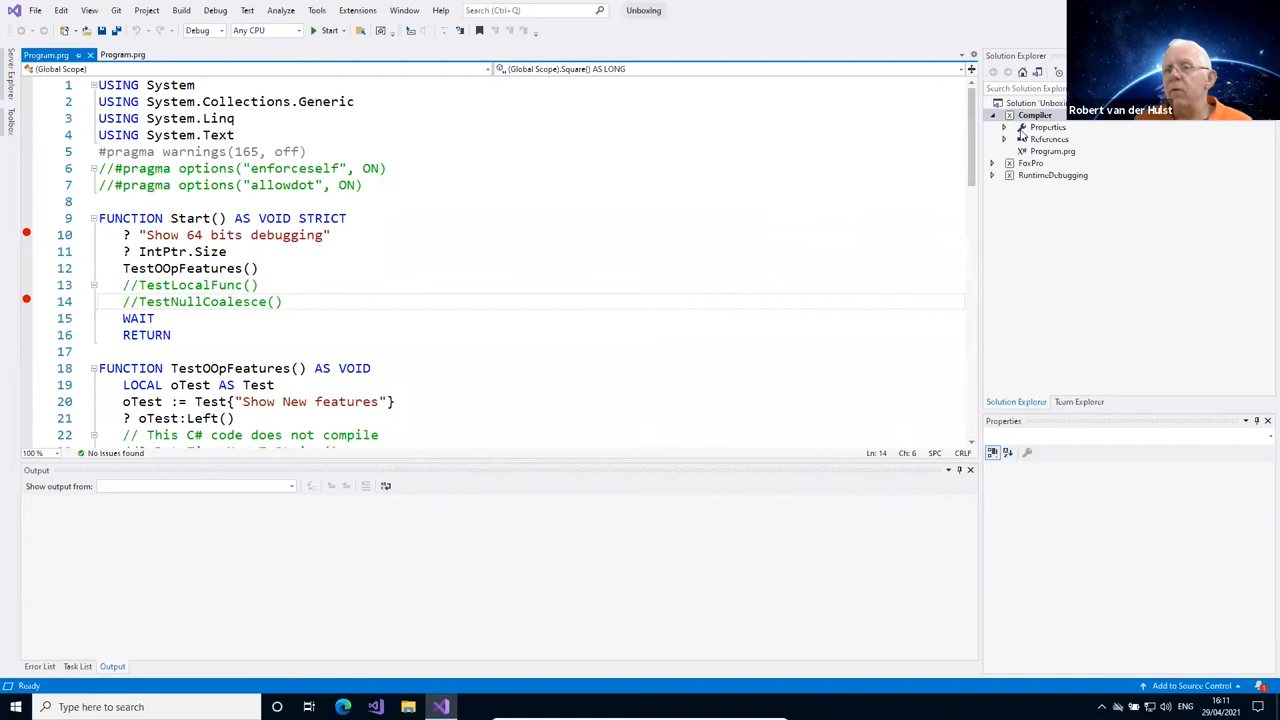 File Edit View Git Project Build Debug Test Analyze Tools Extensions Window Help Search (Ctrl+Q) Unboxing
Debug Any CPU Start
Program.prg Program.prg
(Global Scope) (Global Scope).Square() AS LONG
1 USING System
2 USING System.Collections.Generic
3 USING System.Linq
4 USING System.Text
5 #pragma warnings(165, off)
6 //#pragma options("enforceself", ON)
7 //#pragma options("allowdot", ON)
8
9 FUNCTION Start() AS VOID STRICT
10 ? "Show 64 bits debugging"
11 ? IntPtr.Size
12 TestOOpFeatures()
13 //TestLocalFunc()
14 //TestNullCoalesce()
15 WAIT
16 RETURN
17
18 FUNCTION TestOOpFeatures() AS VOID
19 LOCAL oTest AS Test
20 oTest := Test{"Show New features"}
21 ? oTest:Left()
22 // This C# code does not compile
100 % No issues found Ln: 14 Ch: 6 SPC CRLF
Output
Show output from:
Error List Task List Output
Server Explorer
Toolbox
Solution Explorer
Search Solution Explor
Solution 'Unboxin
Compiler
Properties
References
Program.prg
FoxPro
RuntimeDebugging
Robert van der Hulst
Solution Explorer Team Explorer
Properties
Ready Add to Source Control 1
Type here to search ENG 16:11
29/04/2021